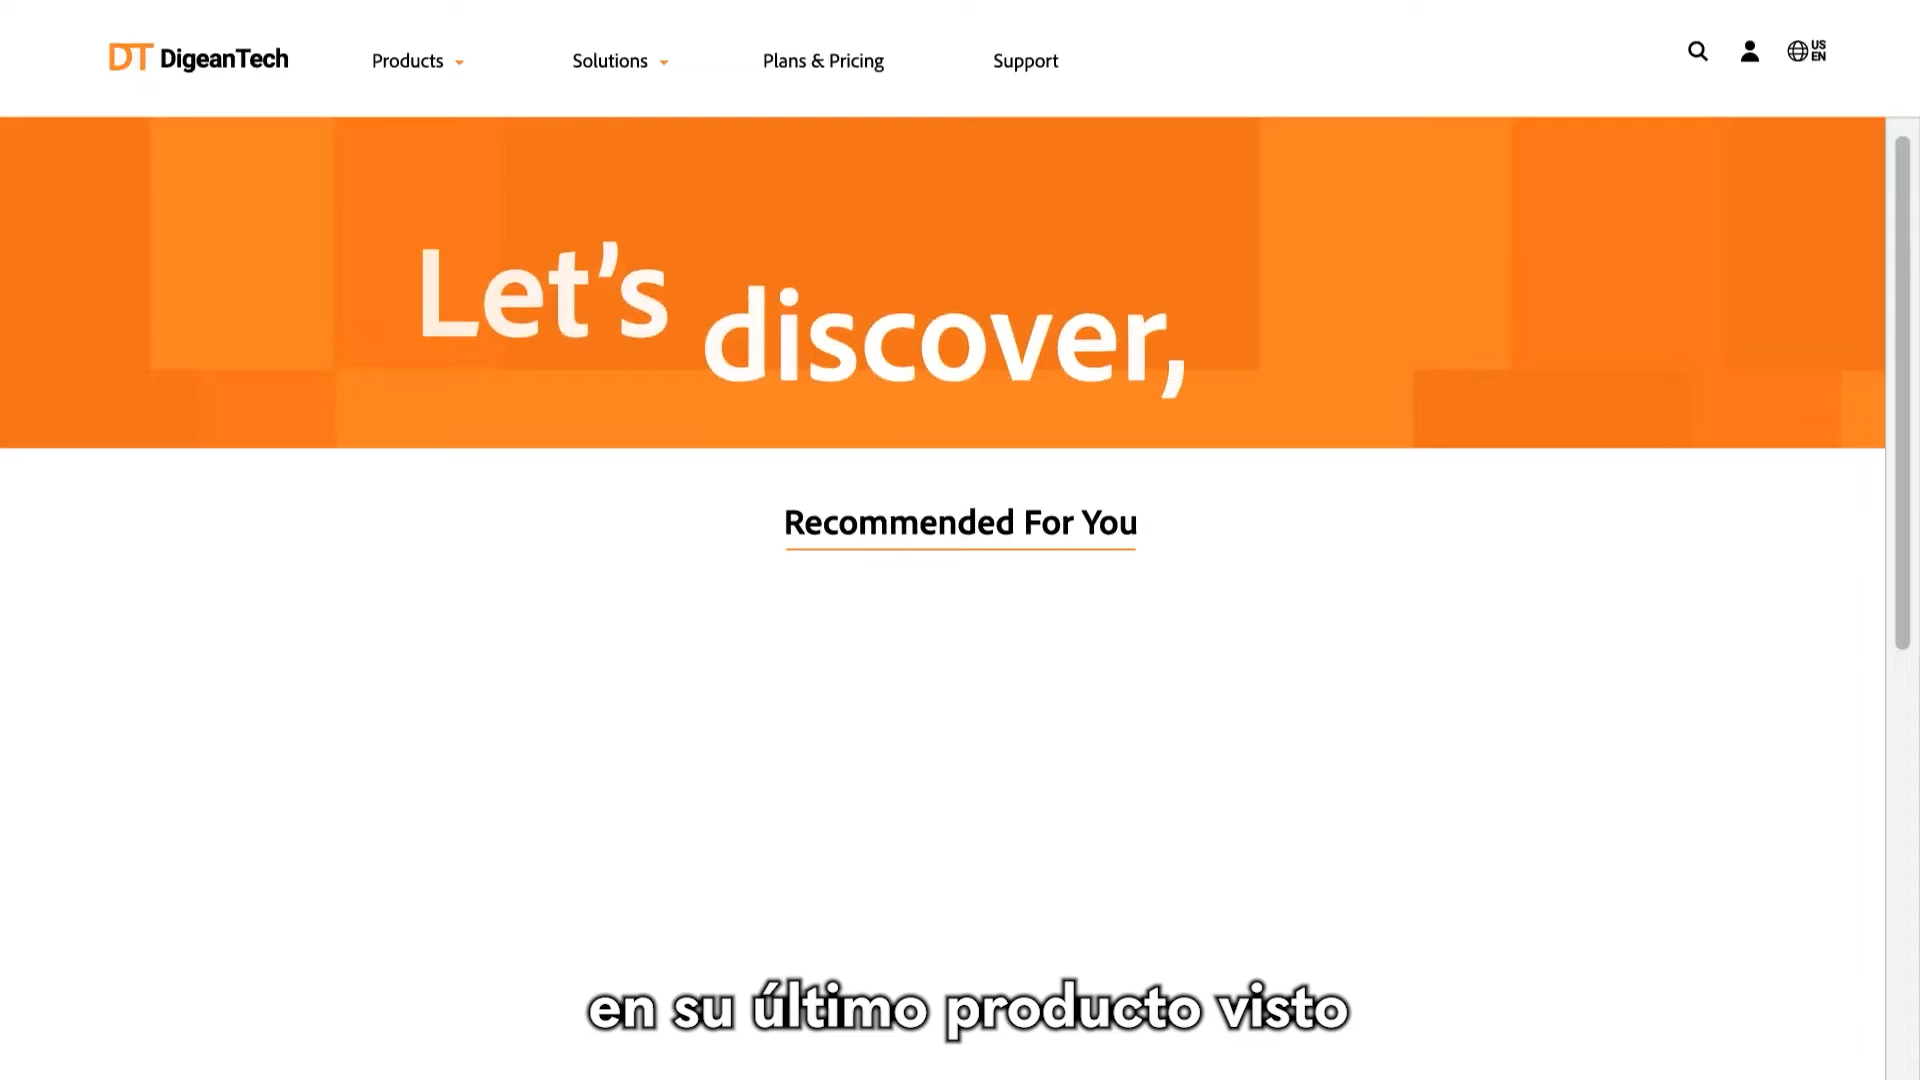 DT DigeanTech
Products
Solutions
Plans & Pricing
Support
US
EN
Let's discover,
Recommended For You
en su último producto visto